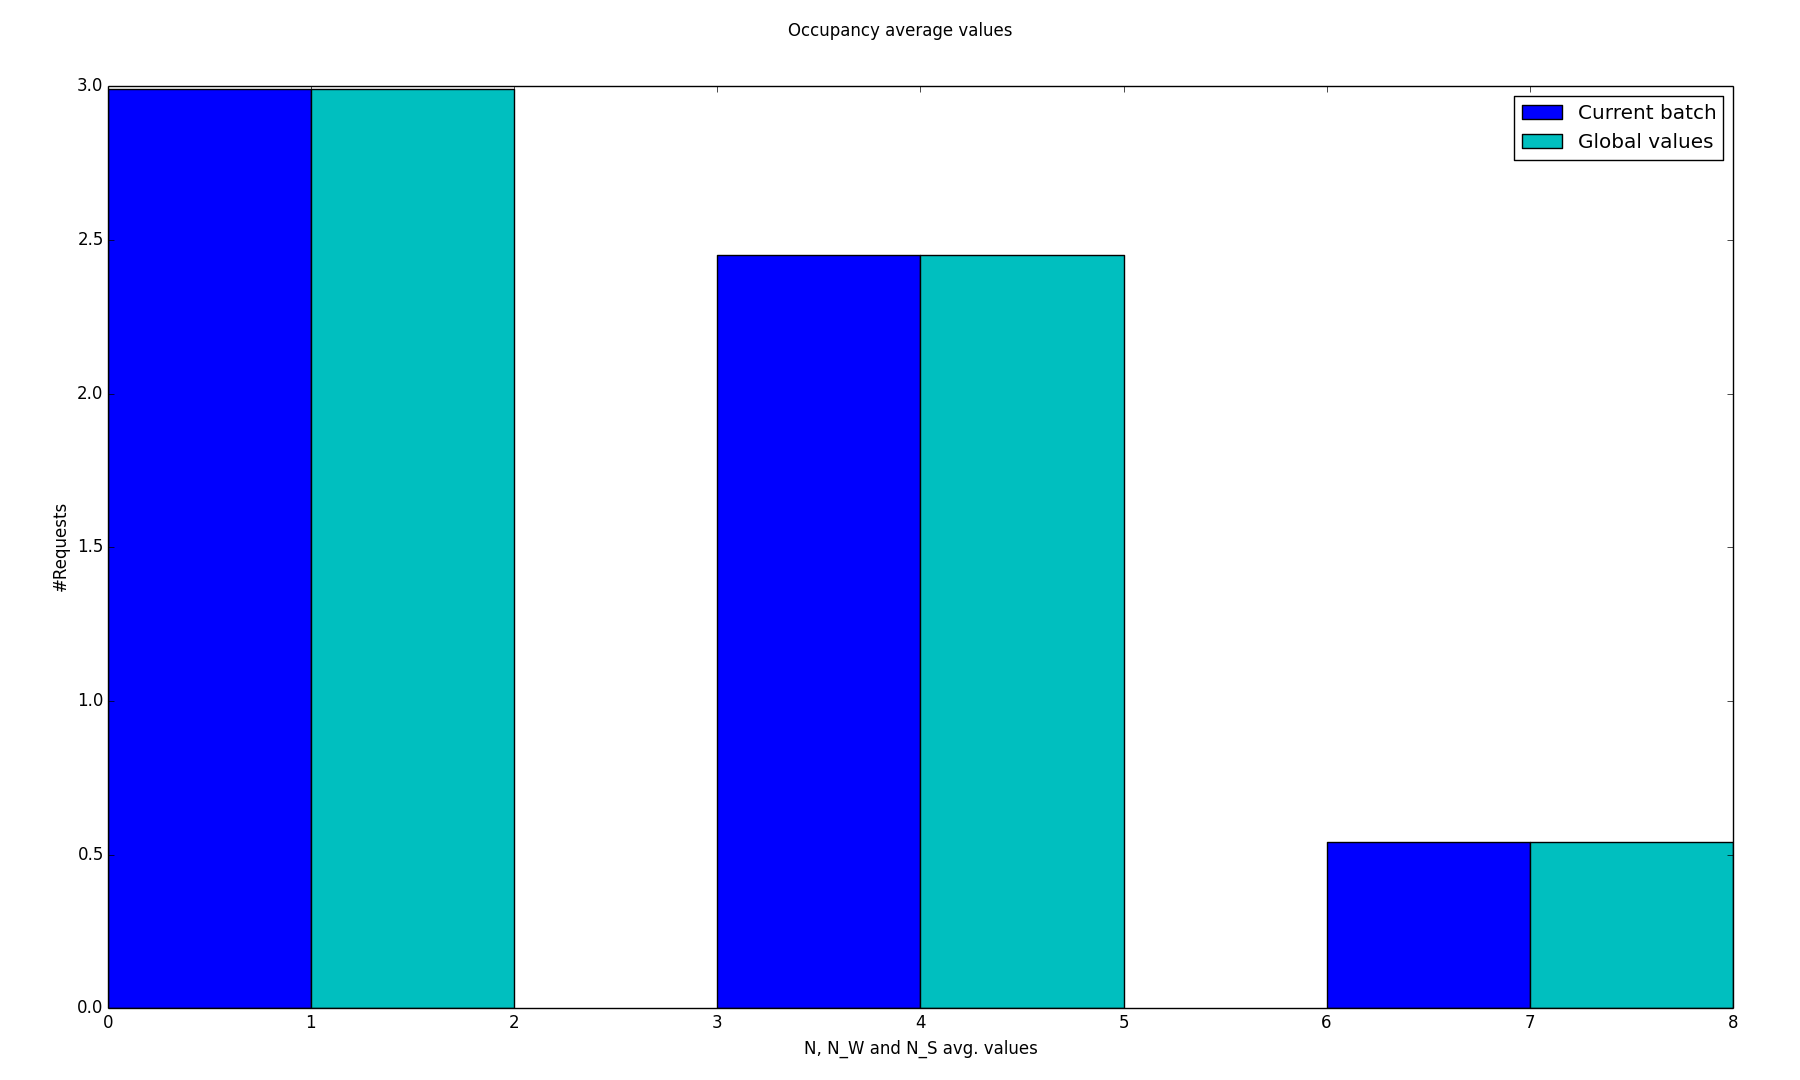 Occupancy average values
3.0
2.5
2.0
1.5
1.0
0.5
0.0
#Requests
Current batch
Global values
0 1 2 3 4 5 6 7 8
N, N_W and N_S avg. values